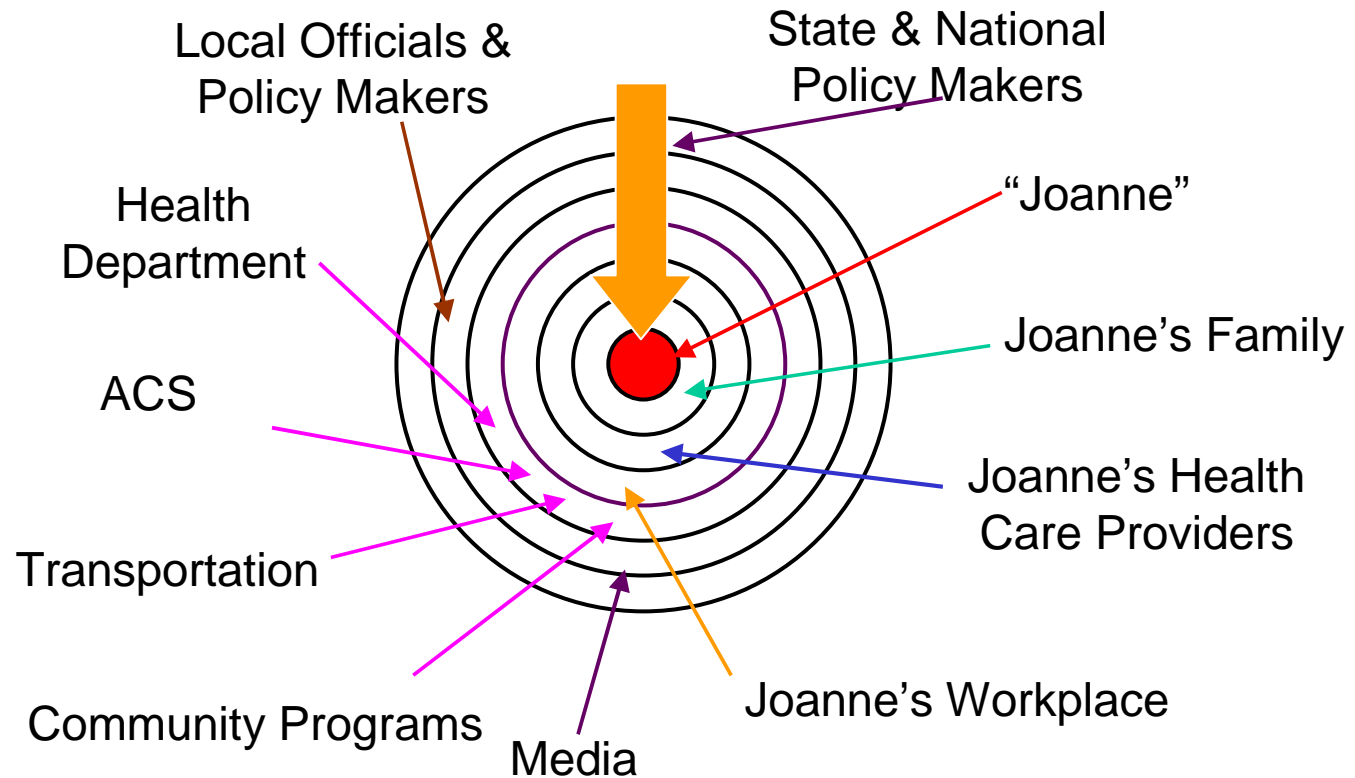 Local Officials &
Policy Makers
State & National
Policy Makers
Health
Department
“Joanne”
ACS
Joanne’s Family
Transportation
Joanne’s Health
Care Providers
Community Programs
Media
Joanne’s Workplace